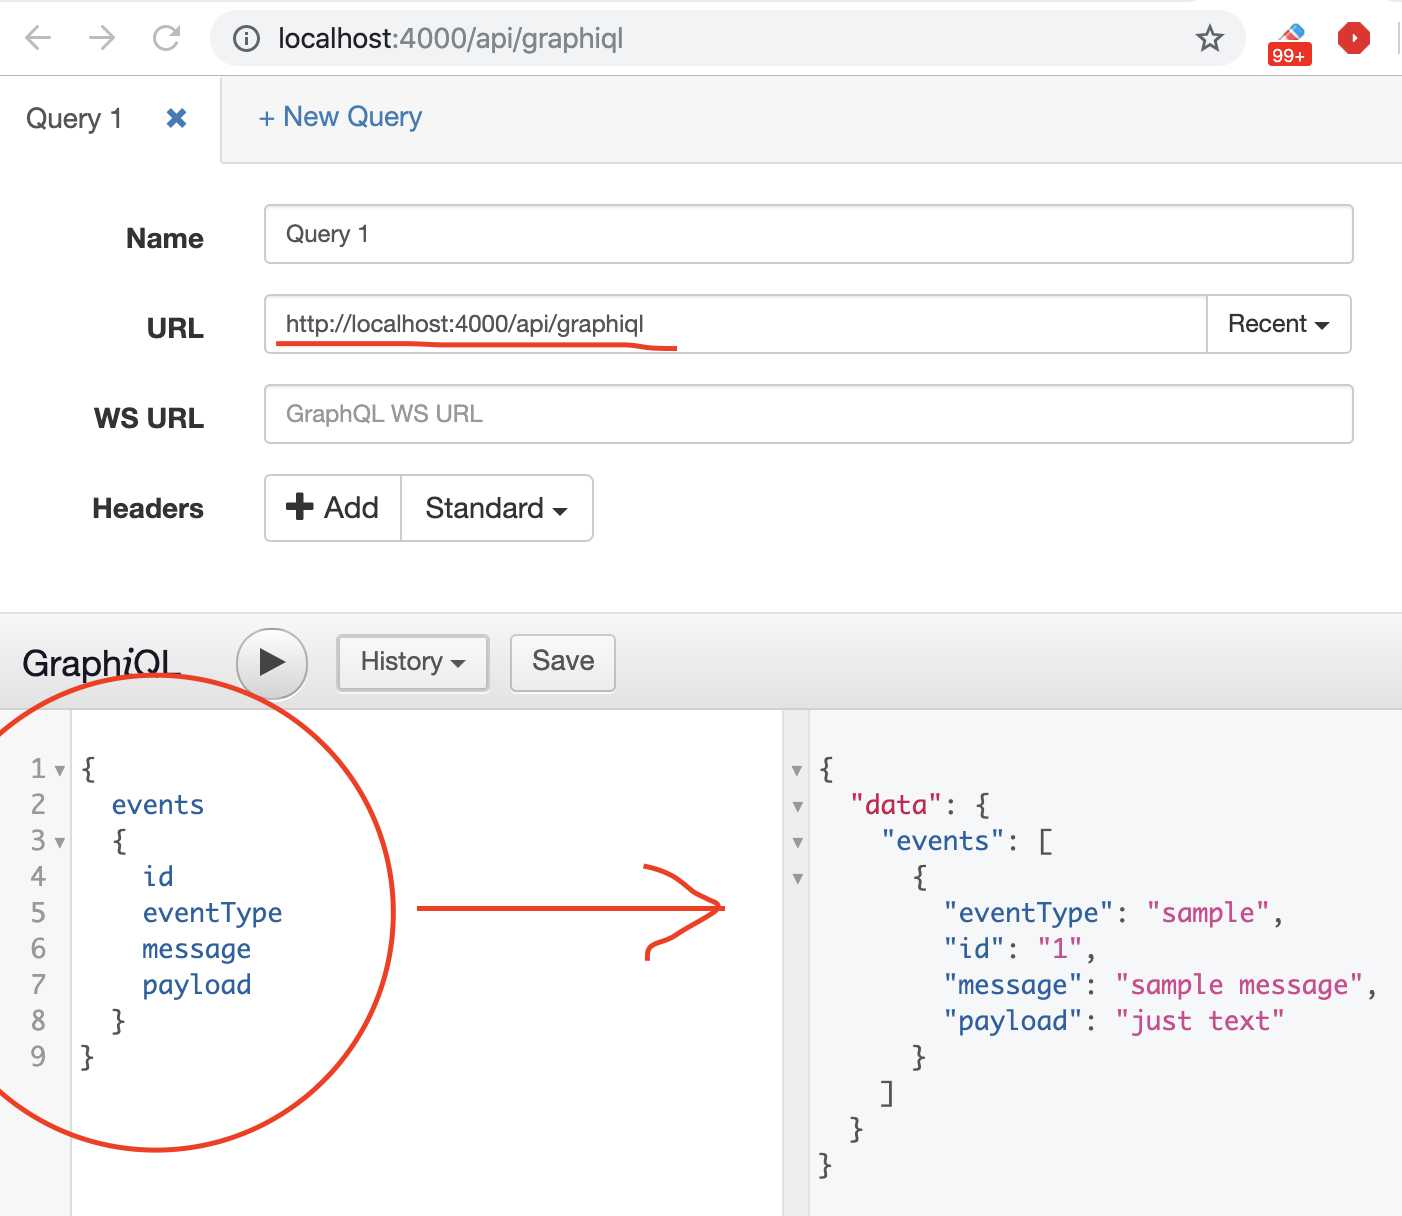 localhost:4000/api/graphiql
99+
Query 1 ✖ + New Query
Name Query 1
URL http://localhost:4000/api/graphiql Recent
WS URL GraphQL WS URL
Headers Add Standard
GraphiQL History Save
1 {
2 events
3 {
4 id
5 eventType
6 message
7 payload
8 }
9 }
{
"data": {
"events": [
{
"eventType": "sample",
"id": "1",
"message": "sample message",
"payload": "just text"
}
]
}
}